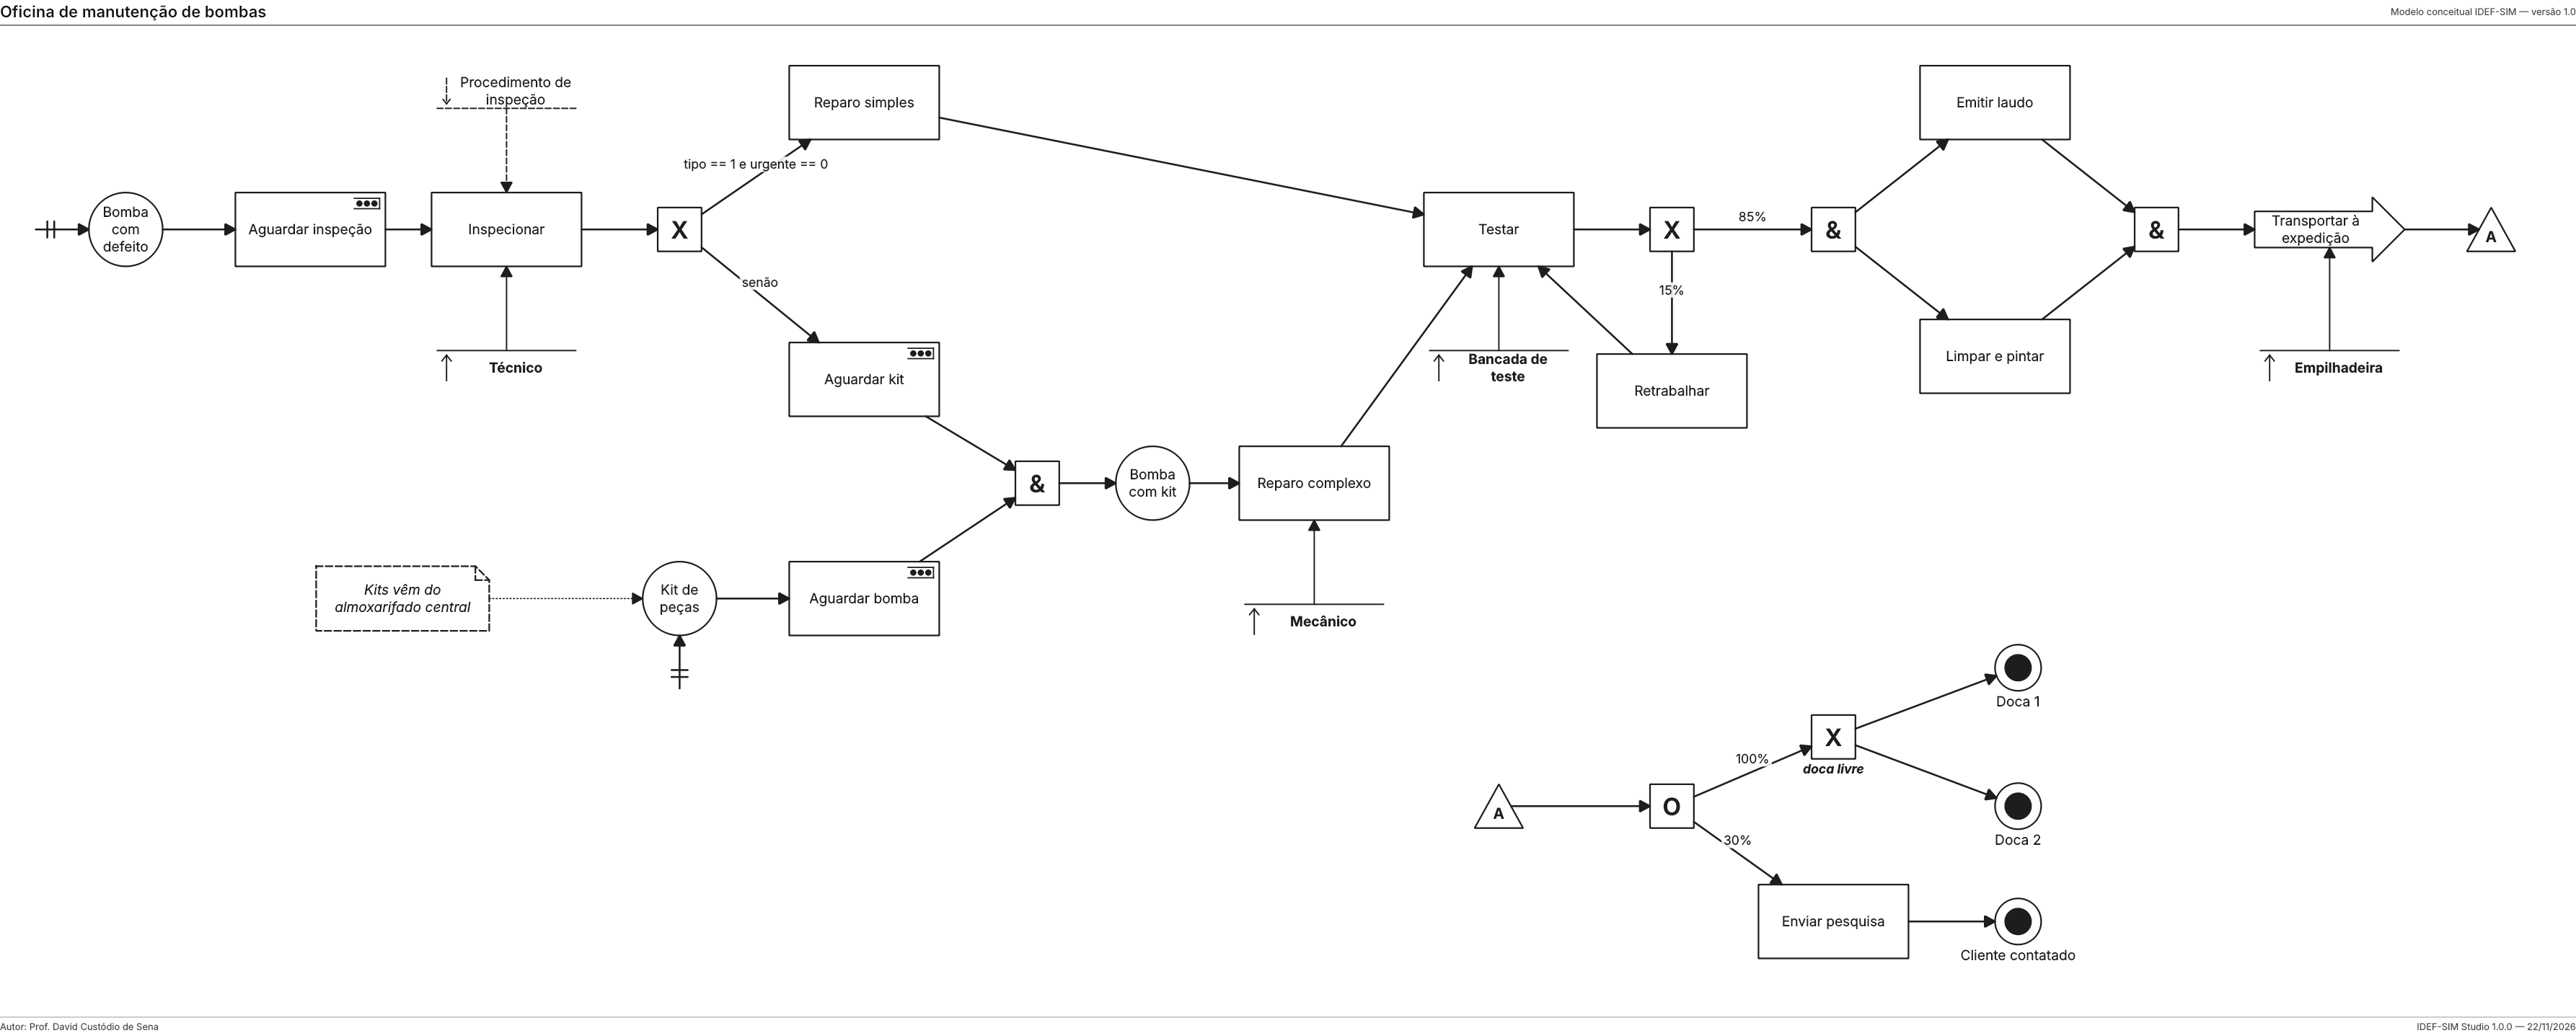 Oficina de manutenção de bombas
Modelo conceitual IDEF-SIM — versão 1.0
Procedimento de
inspeção
Reparo simples
Emitir laudo
tipo == 1 e urgente == 0
Bomba
com
defeito
Aguardar inspeção
Inspecionar
X
Testar
X
85%
&
&
Transportar à
expedição
A
senão
15%
Técnico
Aguardar kit
Bancada de
teste
Retrabalhar
Limpar e pintar
Empilhadeira
&
Bomba
com kit
Reparo complexo
Kits vêm do
almoxarifado central
Kit de
peças
Aguardar bomba
Mecânico
Doca 1
X
doca livre
100%
A
O
Doca 2
30%
Enviar pesquisa
Cliente contatado
Autor: Prof. David Custódio de Sena
IDEF-SIM Studio 1.0.0 — 22/11/2026